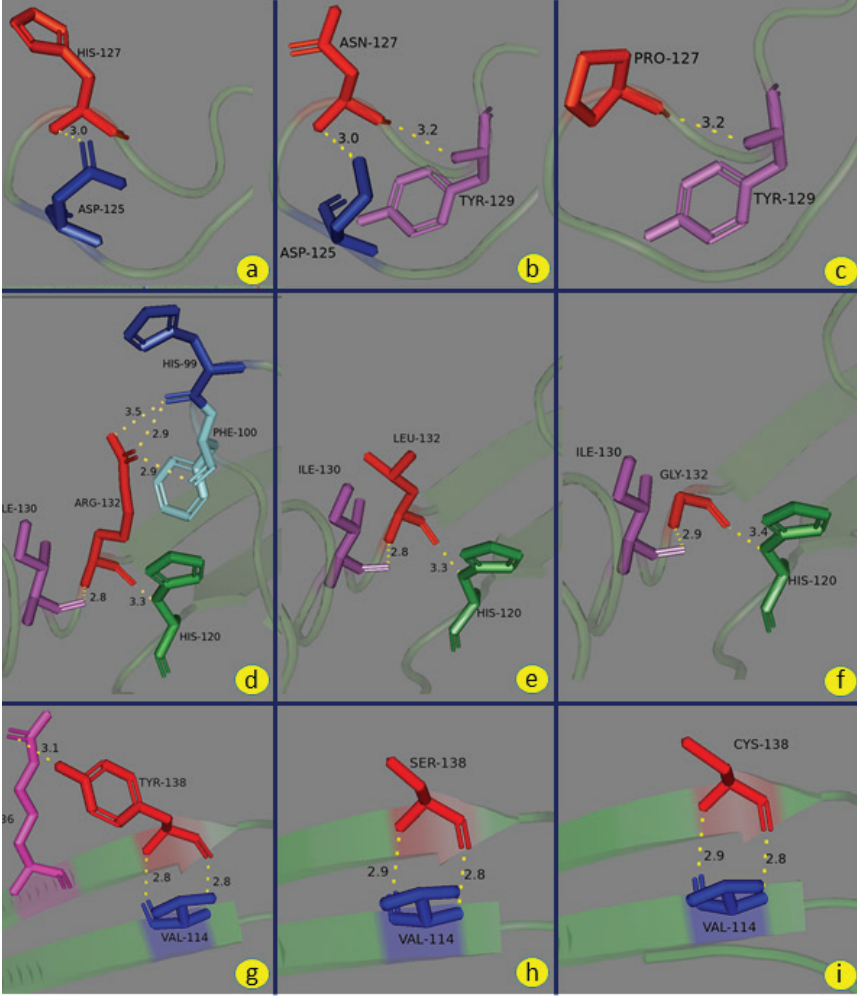 HIS-127
3.0
ASP-125
a
ASN-127
3.0
3.2
TYR-129
ASP-125
b
PRO-127
3.2
TYR-129
c
HIS-99
3.5
2.9
PHE-100
2.9
ARG-132
LE-130
2.8
3.3
HIS-120
d
LEU-132
ILE-130
2.8
3.3
HIS-120
e
ILE-130
GLY-132
2.9
3.4
HIS-120
f
3.1
TYR-138
36
2.8
2.8
VAL-114
g
SER-138
2.9
2.8
VAL-114
h
CYS-138
2.9
2.8
VAL-114
i